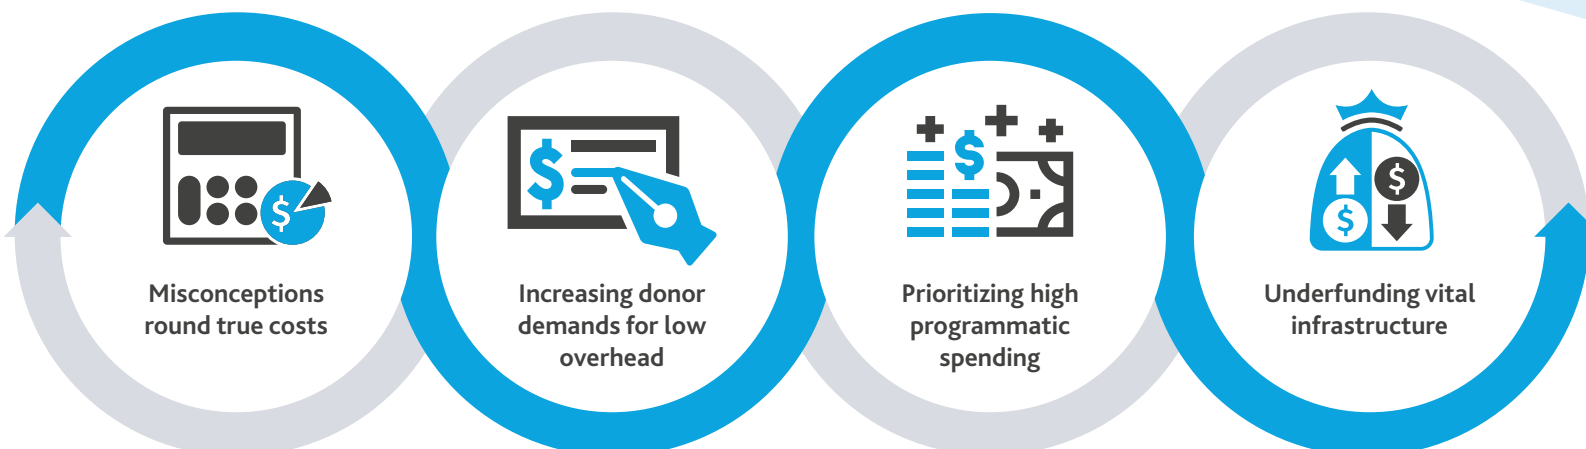 Misconceptions
round true costs
Increasing donor
demands for low
overhead
Prioritizing high
programmatic
spending
Underfunding vital
infrastructure
$
$
$
$
$